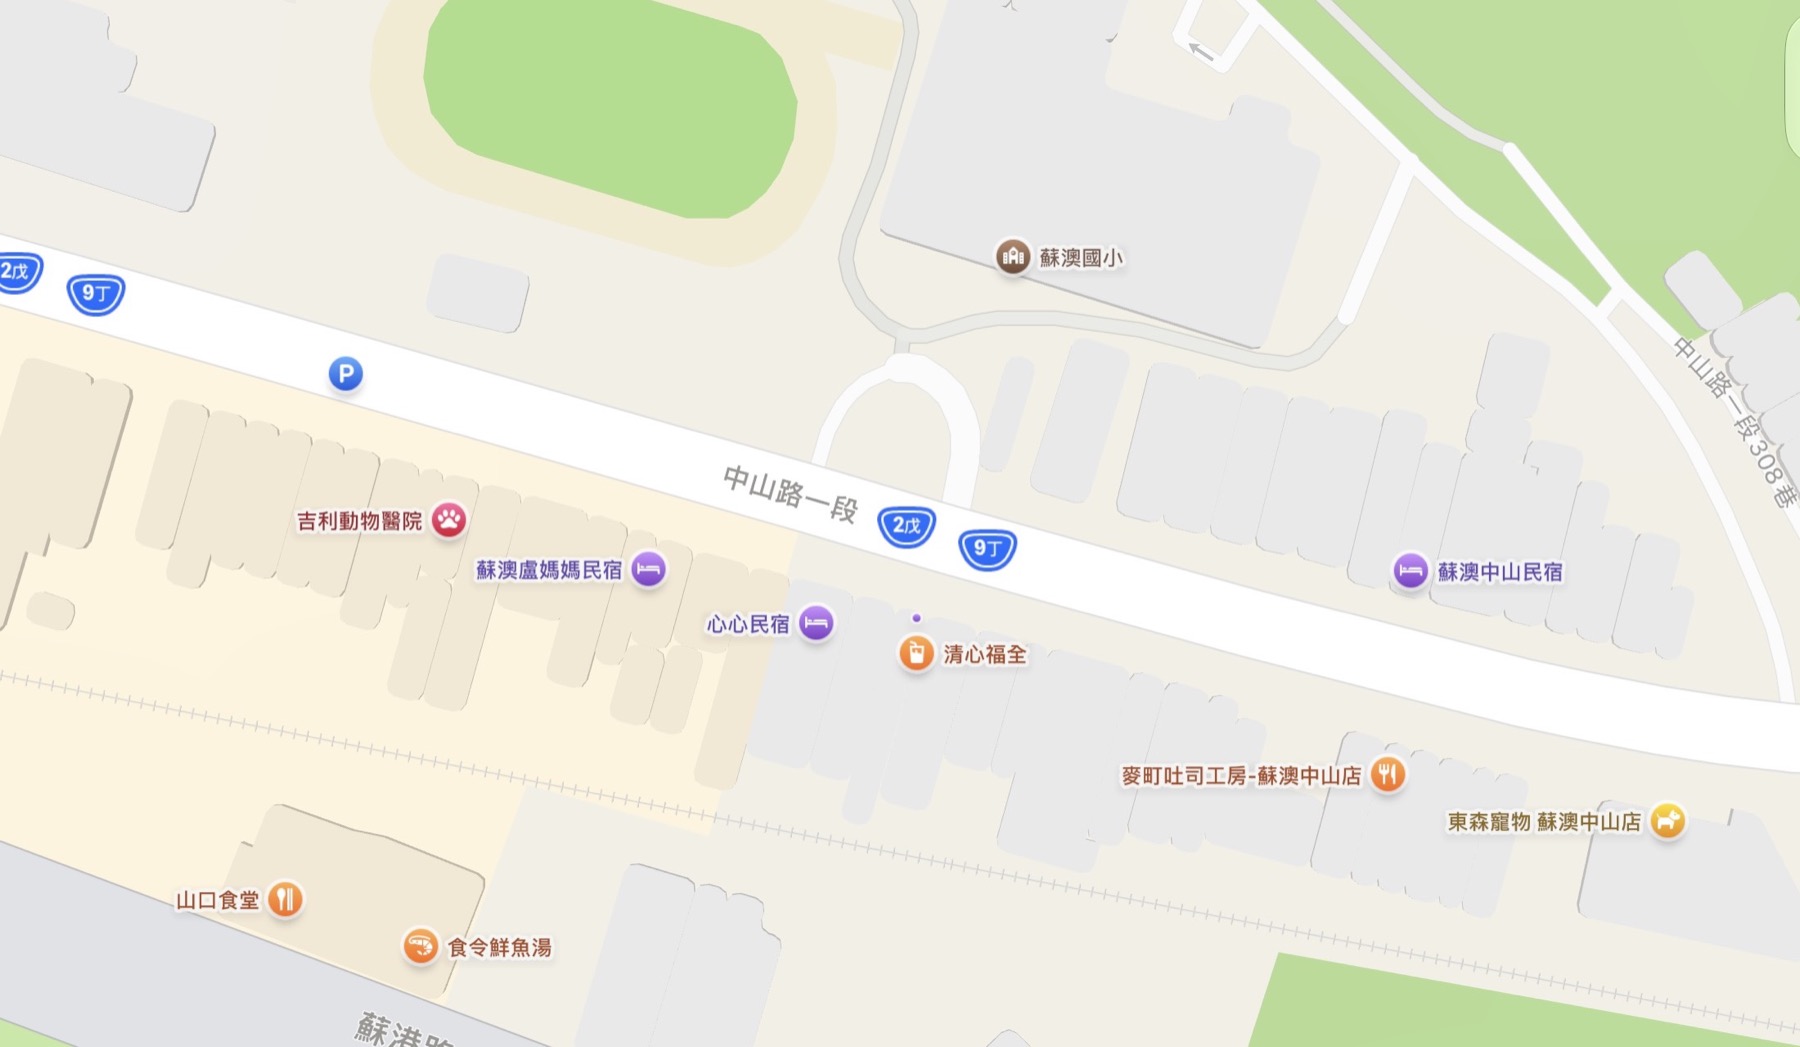 蘇澳國小
2戊
9丁
P
中山路一段308巷
中山路一段
2戊
9丁
吉利動物醫院
蘇澳盧媽媽民宿
蘇澳中山民宿
心心民宿
清心福全
麥町吐司工房-蘇澳中山店
東森寵物 蘇澳中山店
山口食堂
食令鮮魚湯
蘇港路